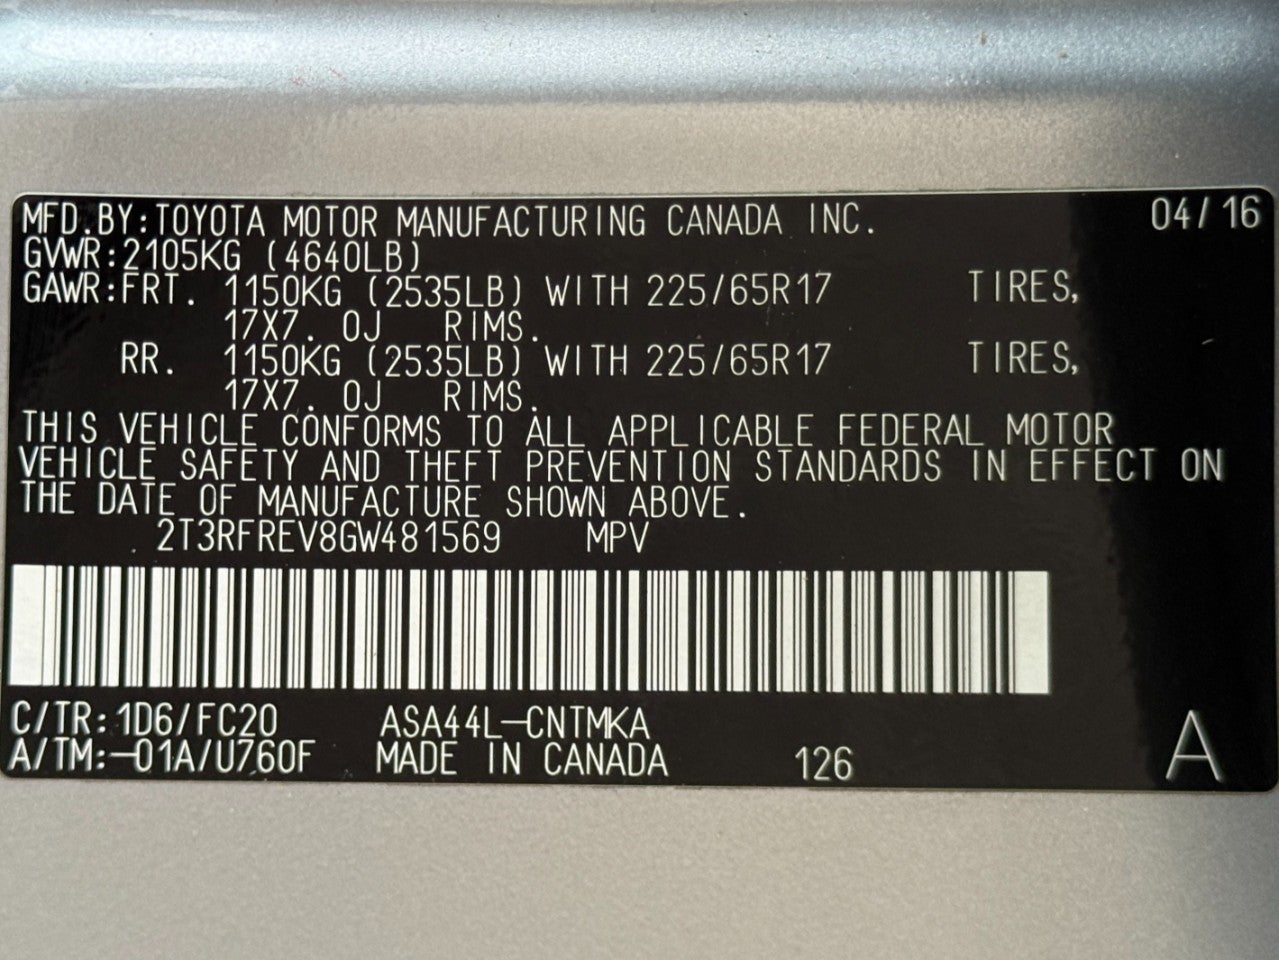 MFD.BY:TOYOTA MOTOR MANUFACTURING CANADA INC. 04/16
GVWR:2105KG (4640LB)
GAWR:FRT. 1150KG (2535LB) WITH 225/65R17 TIRES,
17X7. 0J RIMS.
RR. 1150KG (2535LB) WITH 225/65R17 TIRES,
17X7. 0J RIMS.
THIS VEHICLE CONFORMS TO ALL APPLICABLE FEDERAL MOTOR
VEHICLE SAFETY AND THEFT PREVENTION STANDARDS IN EFFECT ON
THE DATE OF MANUFACTURE SHOWN ABOVE.
2T3RFREV8GW481569 MPV
C/TR:1D6/FC20 ASA44L-CNTMKA
A/TM:-01A/U760F MADE IN CANADA 126 A